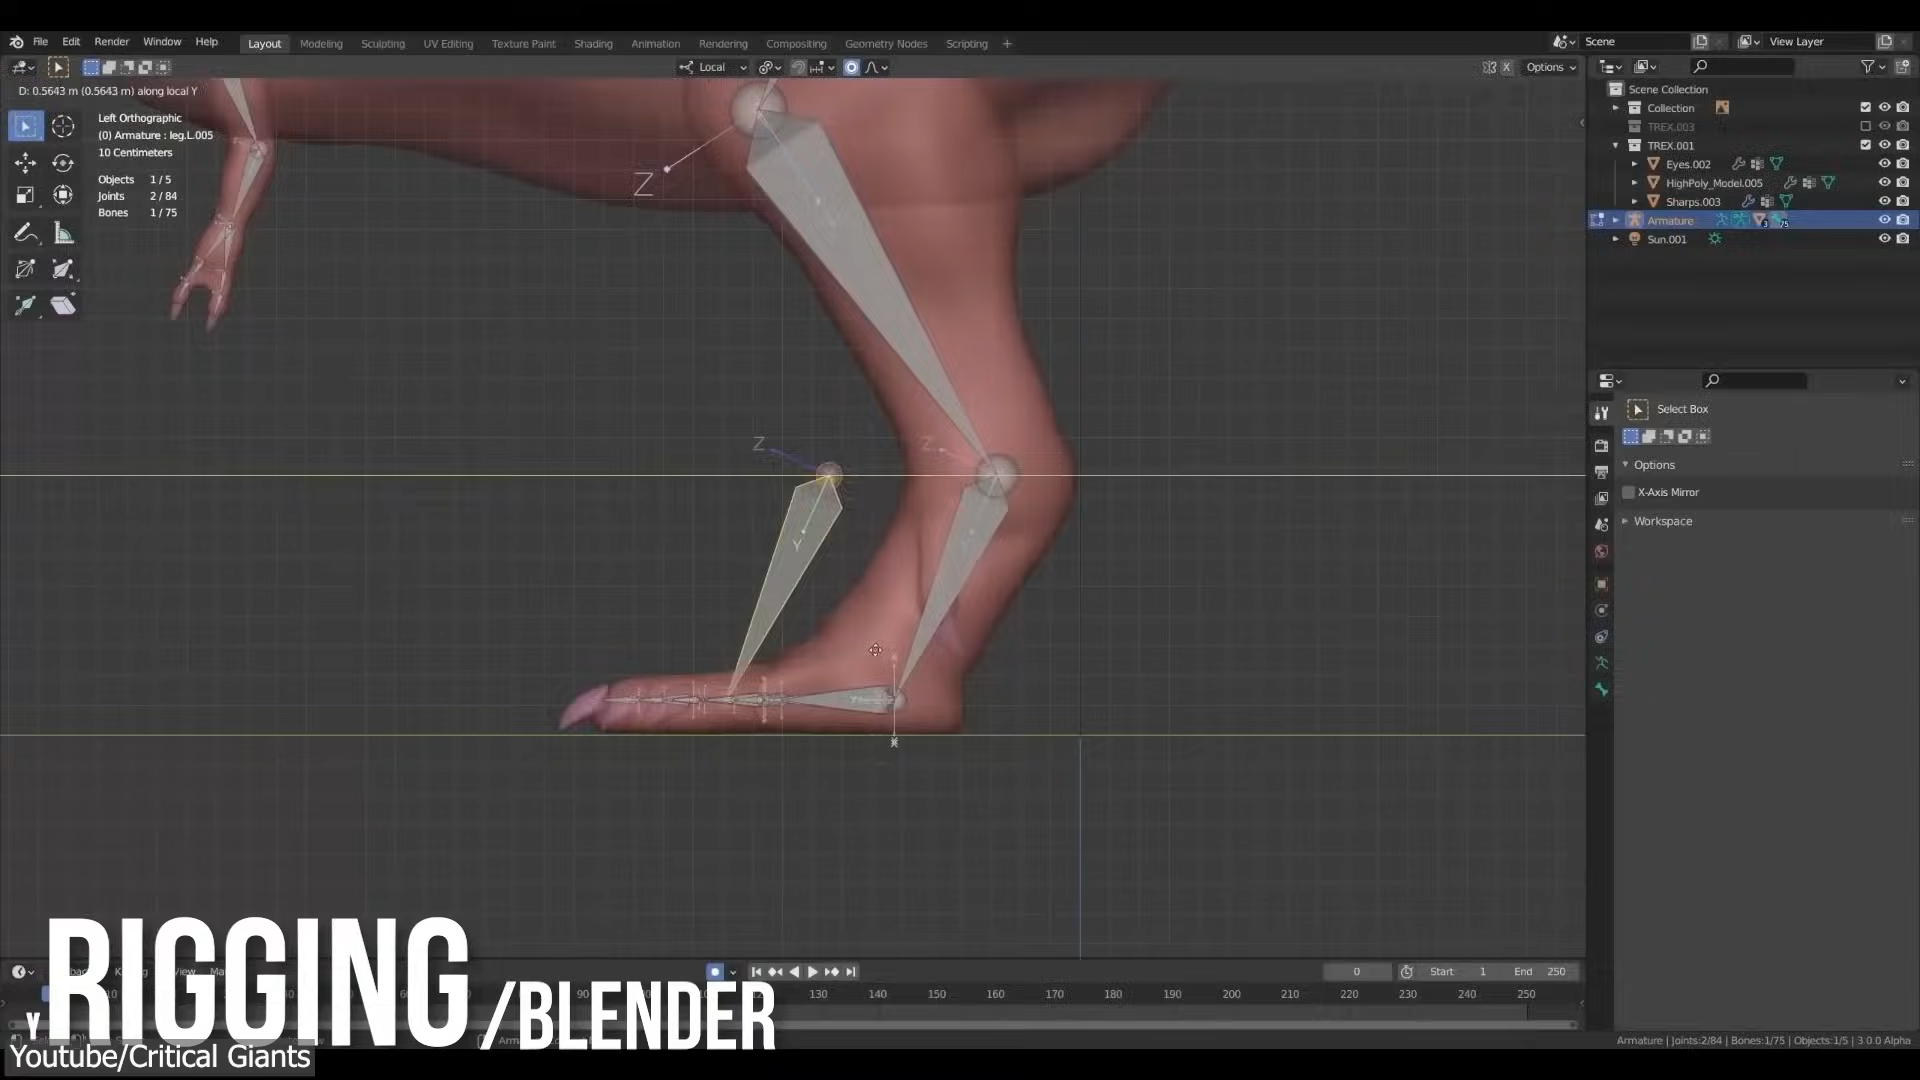 File Edit Render Window Help Layout Modeling Sculpting UV Editing Texture Paint Shading Animation Rendering Compositing Geometry Nodes Scripting + Scene View Layer
Local X Options
D: 0.5643 m (0.5643 m) along local Y
Left Orthographic
(0) Armature : leg.L.005
10 Centimeters
Objects 1/5
Joints 2/84
Bones 1/75
Scene Collection
Collection
TREX.003
TREX.001
Eyes.002
HighPoly_Model.005
Sharps.003
Armature 3 75
Sun.001
Z
Z
Z
Y
Select Box
Options
X-Axis Mirror
Workspace
0 Start 1 End 250
90 130 140 150 160 170 180 190 200 210 220 230 240 250
Y RIGGING /BLENDER
Youtube/Critical Giants
Armature | Joints:2/84 | Bones:1/75 | Objects:1/5 | 3.0.0 Alpha